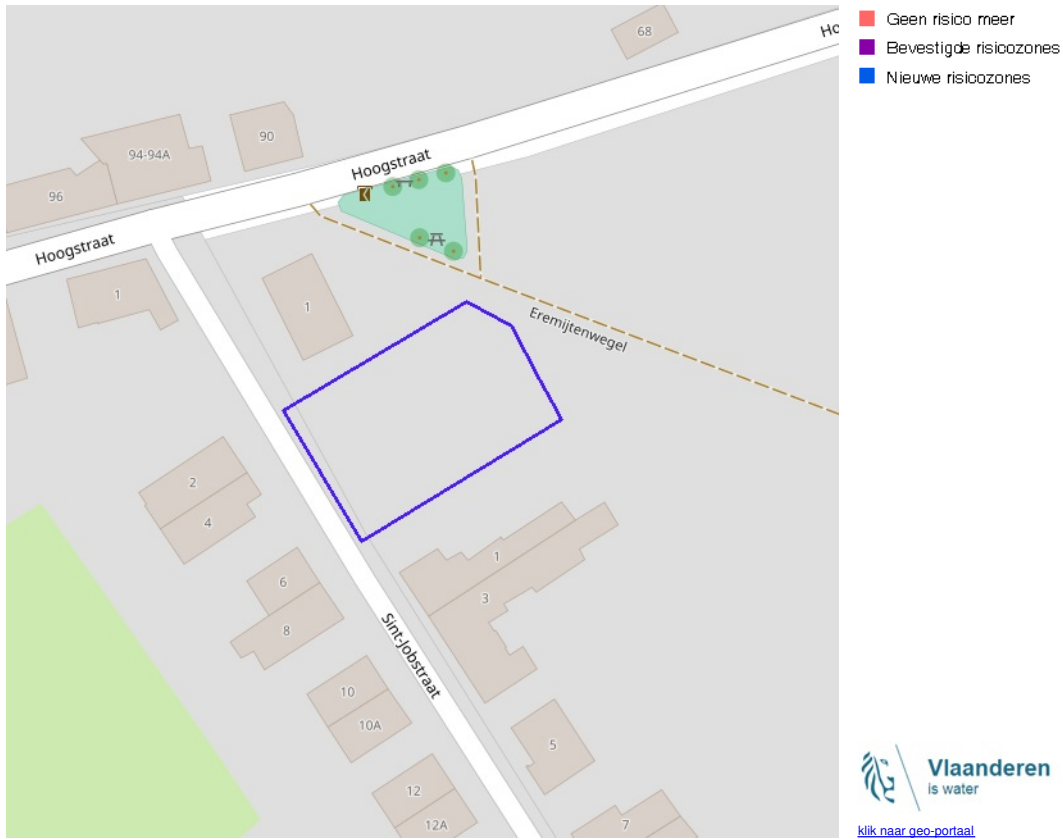 68
Ho
90
94-94A
96
Hoogstraat
Hoogstraat
1
1
Eremijtenwegel
2
4
1
3
6
8
Sint-Jobstraat
10
10A
5
12
12A
7
Geen risico meer
Bevestigde risicozones
Nieuwe risicozones
Vlaanderen
is water
klik naar geo-portaal